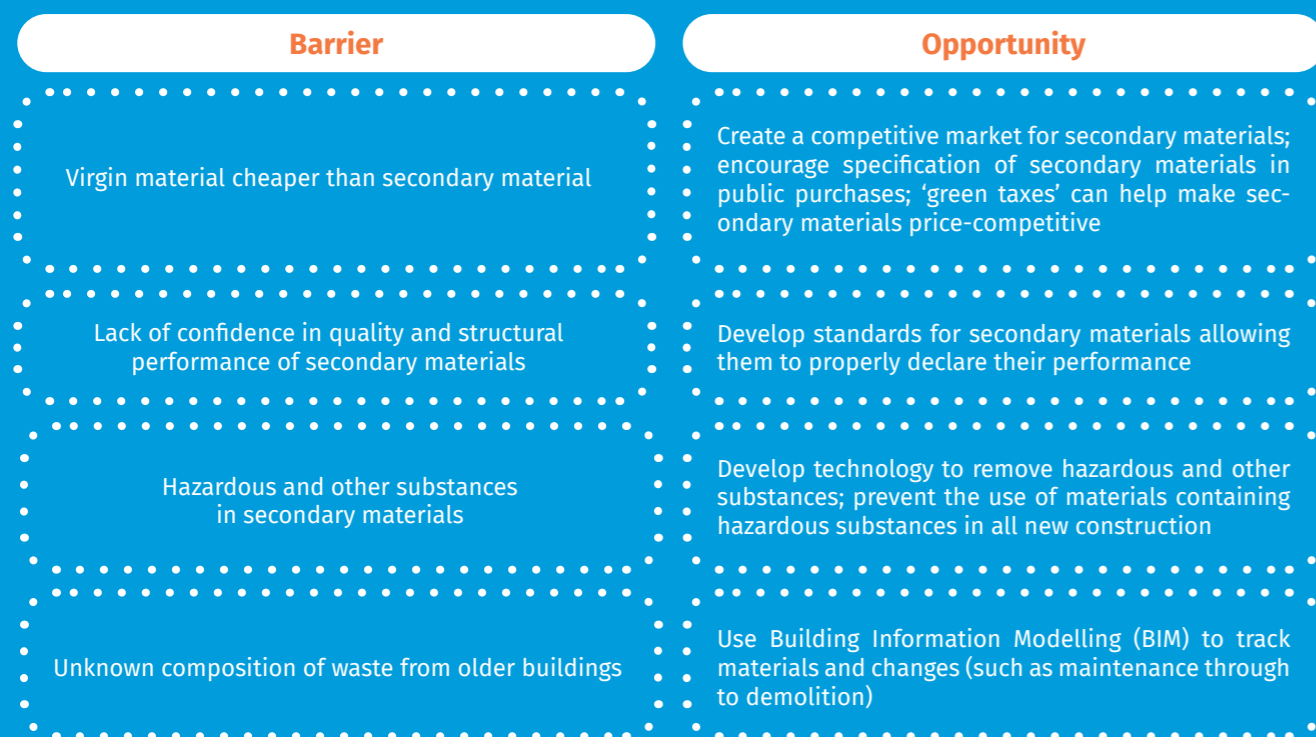 Barrier
Opportunity
Virgin material cheaper than secondary material
Create a competitive market for secondary materials;
encourage specification of secondary materials in
public purchases; ‘green taxes’ can help make sec-
ondary materials price-competitive
Lack of confidence in quality and structural
performance of secondary materials
Develop standards for secondary materials allowing
them to properly declare their performance
Hazardous and other substances
in secondary materials
Develop technology to remove hazardous and other
substances; prevent the use of materials containing
hazardous substances in all new construction
Unknown composition of waste from older buildings
Use Building Information Modelling (BIM) to track
materials and changes (such as maintenance through
to demolition)